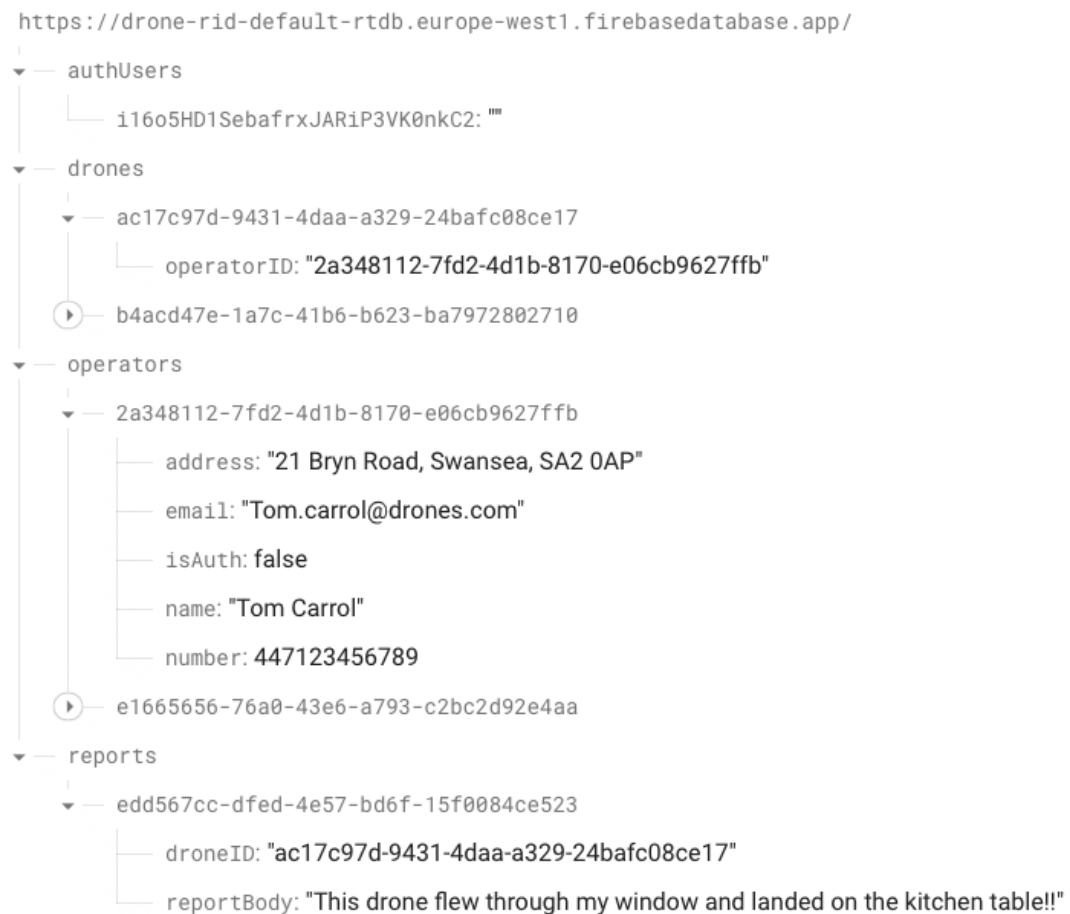 https://drone-rid-default-rtdb.europe-west1.firebasedatabase.app/
authUsers
i16o5HD1SebafrxJARiP3VK0nkC2: ""
drones
ac17c97d-9431-4daa-a329-24bafc08ce17
operatorID: "2a348112-7fd2-4d1b-8170-e06cb9627ffb"
b4acd47e-1a7c-41b6-b623-ba7972802710
operators
2a348112-7fd2-4d1b-8170-e06cb9627ffb
address: "21 Bryn Road, Swansea, SA2 0AP"
email: "Tom.carrol@drones.com"
isAuth: false
name: "Tom Carrol"
number: 447123456789
e1665656-76a0-43e6-a793-c2bc2d92e4aa
reports
edd567cc-dfed-4e57-bd6f-15f0084ce523
droneID: "ac17c97d-9431-4daa-a329-24bafc08ce17"
reportBody: "This drone flew through my window and landed on the kitchen table!!"